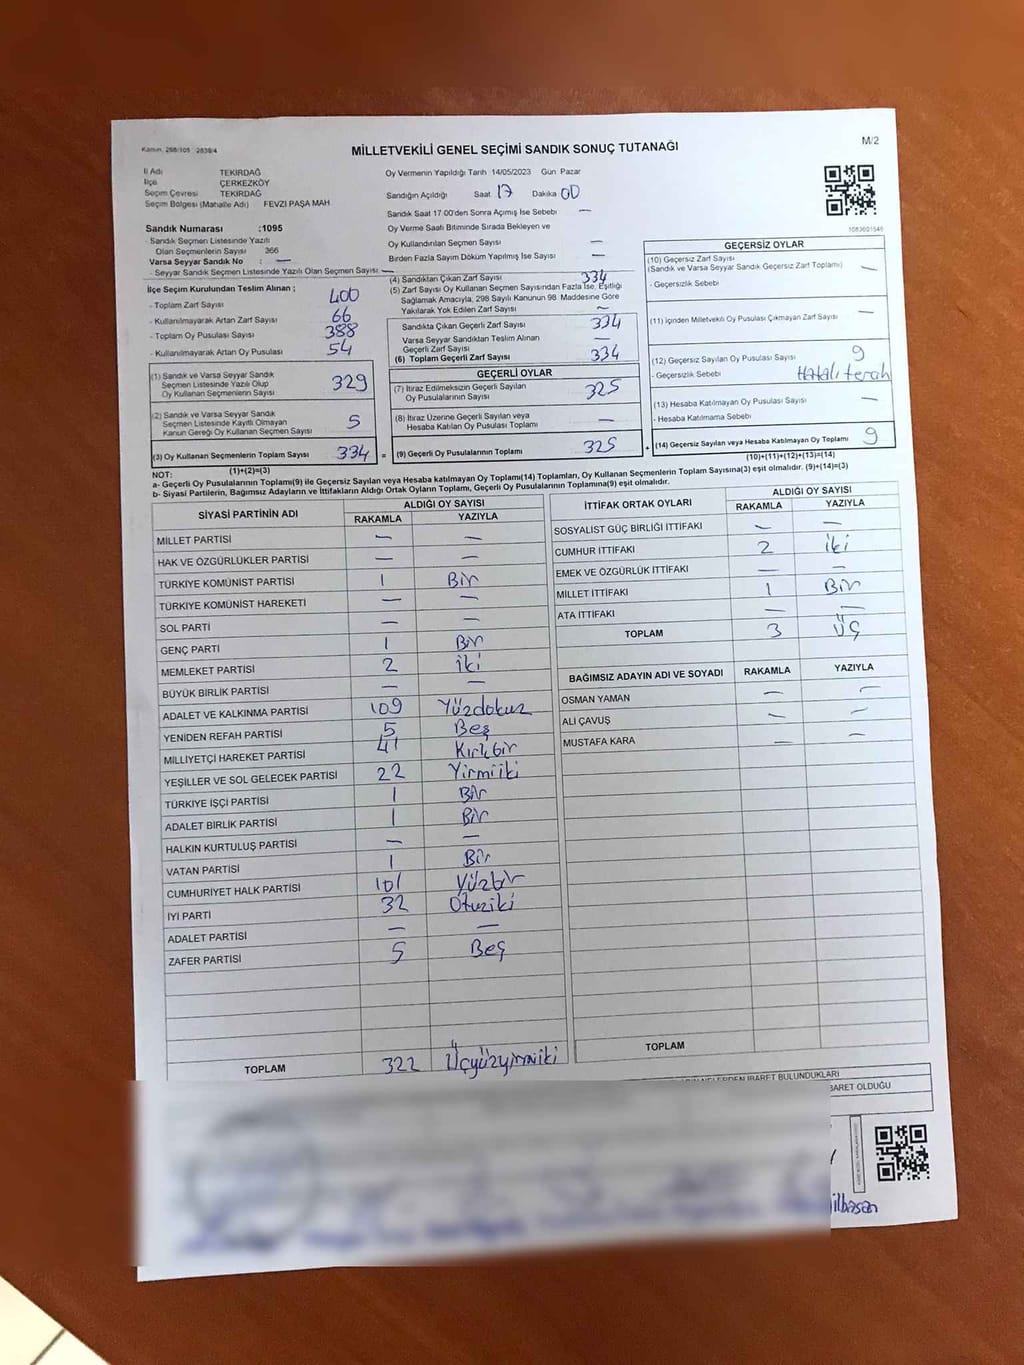 Kanun. 298/105 2839/4
MİLLETVEKİLİ GENEL SEÇİMİ SANDIK SONUÇ TUTANAĞI
M/2
İl Adı TEKİRDAĞ
İlçe ÇERKEZKÖY
Seçim Çevresi TEKİRDAĞ
Seçim Bölgesi (Mahalle Adı) FEVZİ PAŞA MAH
Oy Vermenin Yapıldığı Tarih 14/05/2023 Gün Pazar
Sandığın Açıldığı Saat 17 Dakika 00
Sandık Saat 17.00'den Sonra Açımış İse Sebebi —
Oy Verme Saati Bitiminde Sırada Bekleyen ve
Oy Kullandırılan Seçmen Sayısı —
Birden Fazla Sayım Döküm Yapılmış İse Sayısı —
1083601546
Sandık Numarası :1095
- Sandık Seçmen Listesinde Yazılı
Olan Seçmenlerin Sayısı 366
Varsa Seyyar Sandık No : —
- Seyyar Sandık Seçmen Listesinde Yazılı Olan Seçmen Sayısı —
İlçe Seçim Kurulundan Teslim Alınan ;
- Toplam Zarf Sayısı 400
- Kullanılmayarak Artan Zarf Sayısı 66
- Toplam Oy Pusulası Sayısı 388
- Kullanılmayarak Artan Oy Pusulası 54
(1) Sandık ve Varsa Seyyar Sandık
Seçmen Listesinde Yazılı Olup
Oy Kullanan Seçmenlerin Sayısı 329
(2) Sandık ve Varsa Seyyar Sandık
Seçmen Listesinde Kayıtlı Olmayan
Kanun Gereği Oy Kullanan Seçmen Sayısı 5
(3) Oy Kullanan Seçmenlerin Toplam Sayısı 334 =
(1)+(2)=(3)
(4) Sandıktan Çıkan Zarf Sayısı 334
(5) Zarf Sayısı Oy Kullanan Seçmen Sayısından Fazla İse, Eşitliği
Sağlamak Amacıyla, 298 Sayılı Kanunun 98. Maddesine Göre
Yakılarak Yok Edilen Zarf Sayısı —
Sandıkta Çıkan Geçerli Zarf Sayısı 334
Varsa Seyyar Sandıktan Teslim Alınan
Geçerli Zarf Sayısı —
(6) Toplam Geçerli Zarf Sayısı 334
GEÇERLİ OYLAR
(7) İtiraz Edilmeksizin Geçerli Sayılan
Oy Pusulalarının Sayısı 325
(8) İtiraz Üzerine Geçerli Sayılan veya
Hesaba Katılan Oy Pusulası Toplamı —
(9) Geçerli Oy Pusulalarının Toplamı 325 +
GEÇERSİZ OYLAR
(10) Geçersiz Zarf Sayısı
(Sandık ve Varsa Seyyar Sandık Geçersiz Zarf Toplamı) —
- Geçersizlik Sebebi
(11) İçinden Milletvekili Oy Pusulası Çıkmayan Zarf Sayısı —
(12) Geçersiz Sayılan Oy Pusulası Sayısı 9
- Geçersizlik Sebebi Hatalı tercih
(13) Hesaba Katılmayan Oy Pusulası Sayısı —
- Hesaba Katılmama Sebebi
(14) Geçersiz Sayılan veya Hesaba Katılmayan Oy Toplamı 9
(10)+(11)+(12)+(13)=(14)
NOT:
a- Geçerli Oy Pusulalarının Toplamı(9) ile Geçersiz Sayılan veya Hesaba katılmayan Oy Toplamı(14) Toplamları, Oy Kullanan Seçmenlerin Toplam Sayısına(3) eşit olmalıdır. (9)+(14)=(3)
b- Siyasi Partilerin, Bağımsız Adayların ve İttifakların Aldığı Ortak Oyların Toplamı, Geçerli Oy Pusulalarının Toplamına(9) eşit olmalıdır.
SİYASİ PARTİNİN ADI ALDIĞI OY SAYISI
RAKAMLA YAZIYLA
MİLLET PARTİSİ — —
HAK VE ÖZGÜRLÜKLER PARTİSİ — —
TÜRKİYE KOMÜNİST PARTİSİ 1 Bir
TÜRKİYE KOMÜNİST HAREKETİ — —
SOL PARTİ — —
GENÇ PARTİ 1 Bir
MEMLEKET PARTİSİ 2 iki
BÜYÜK BİRLİK PARTİSİ — —
ADALET VE KALKINMA PARTİSİ 109 Yüzdokuz
YENİDEN REFAH PARTİSİ 5 Beş
MİLLİYETÇİ HAREKET PARTİSİ 41 Kırkbir
YEŞİLLER VE SOL GELECEK PARTİSİ 22 Yirmiiki
TÜRKİYE İŞÇİ PARTİSİ 1 Bir
ADALET BİRLİK PARTİSİ 1 Bir
HALKIN KURTULUŞ PARTİSİ — —
VATAN PARTİSİ 1 Bir
CUMHURİYET HALK PARTİSİ 101 Yüzbir
İYİ PARTİ 32 Otuziki
ADALET PARTİSİ — —
ZAFER PARTİSİ 5 Beş
TOPLAM 322 Üçyüzyirmiiki
İTTİFAK ORTAK OYLARI ALDIĞI OY SAYISI
RAKAMLA YAZIYLA
SOSYALIST GÜÇ BİRLİĞİ İTTİFAKI — —
CUMHUR İTTİFAKI 2 iki
EMEK VE ÖZGÜRLÜK İTTİFAKI — —
MİLLET İTTİFAKI 1 Bir
ATA İTTİFAKI — —
TOPLAM 3 Üç
BAĞIMSIZ ADAYIN ADI VE SOYADI RAKAMLA YAZIYLA
OSMAN YAMAN — —
ALİ ÇAVUŞ — —
MUSTAFA KARA — —
TOPLAM
NELERDEN İBARET BULUNDUKLARI
İBARET OLDUĞU